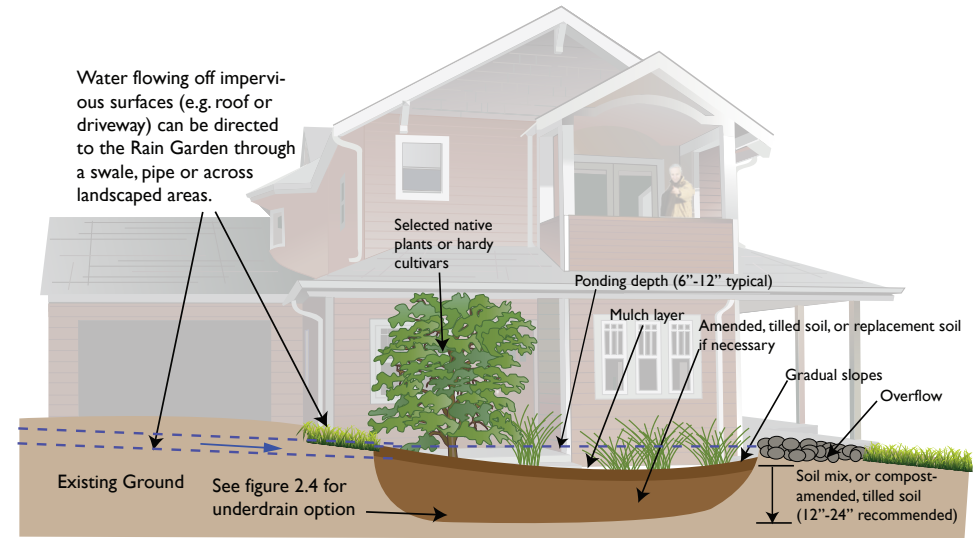 Water flowing off impervi-
ous surfaces (e.g. roof or
driveway) can be directed
to the Rain Garden through
a swale, pipe or across
landscaped areas.
Selected native
plants or hardy
cultivars
Ponding depth (6”-12” typical)
Mulch layer
Amended, tilled soil, or replacement soil
if necessary
Gradual slopes
Overflow
Existing Ground
See figure 2.4 for
underdrain option
Soil mix, or compost-
amended, tilled soil
(12”-24” recommended)